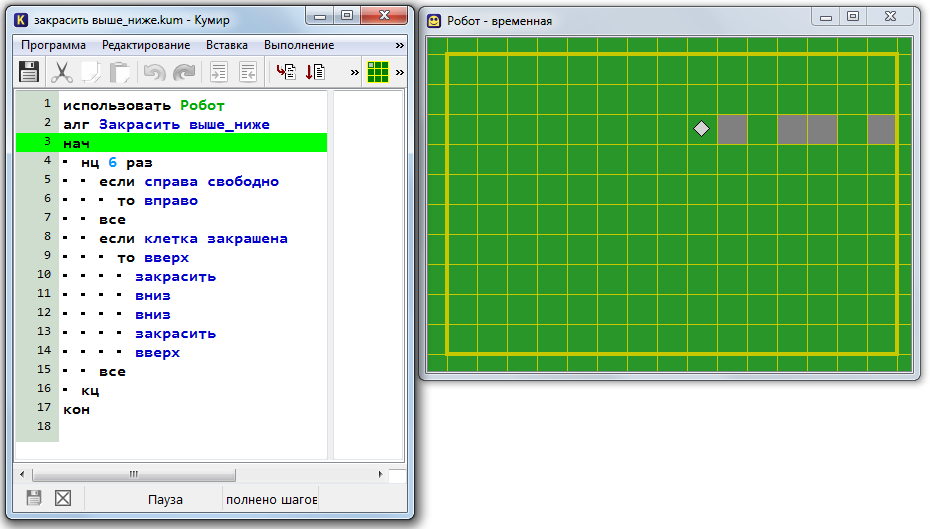 закрасить выше_ниже.kum - Кумир
Программа Редактирование Вставка Выполнение »
» »
1 использовать Робот
2 алг Закрасить выше_ниже
3 нач
4 нц 6 раз
5 если справа свободно
6 то вправо
7 все
8 если клетка закрашена
9 то вверх
10 закрасить
11 вниз
12 вниз
13 закрасить
14 вверх
15 все
16 кц
17 кон
18
Пауза полнено шагов
Робот - временная